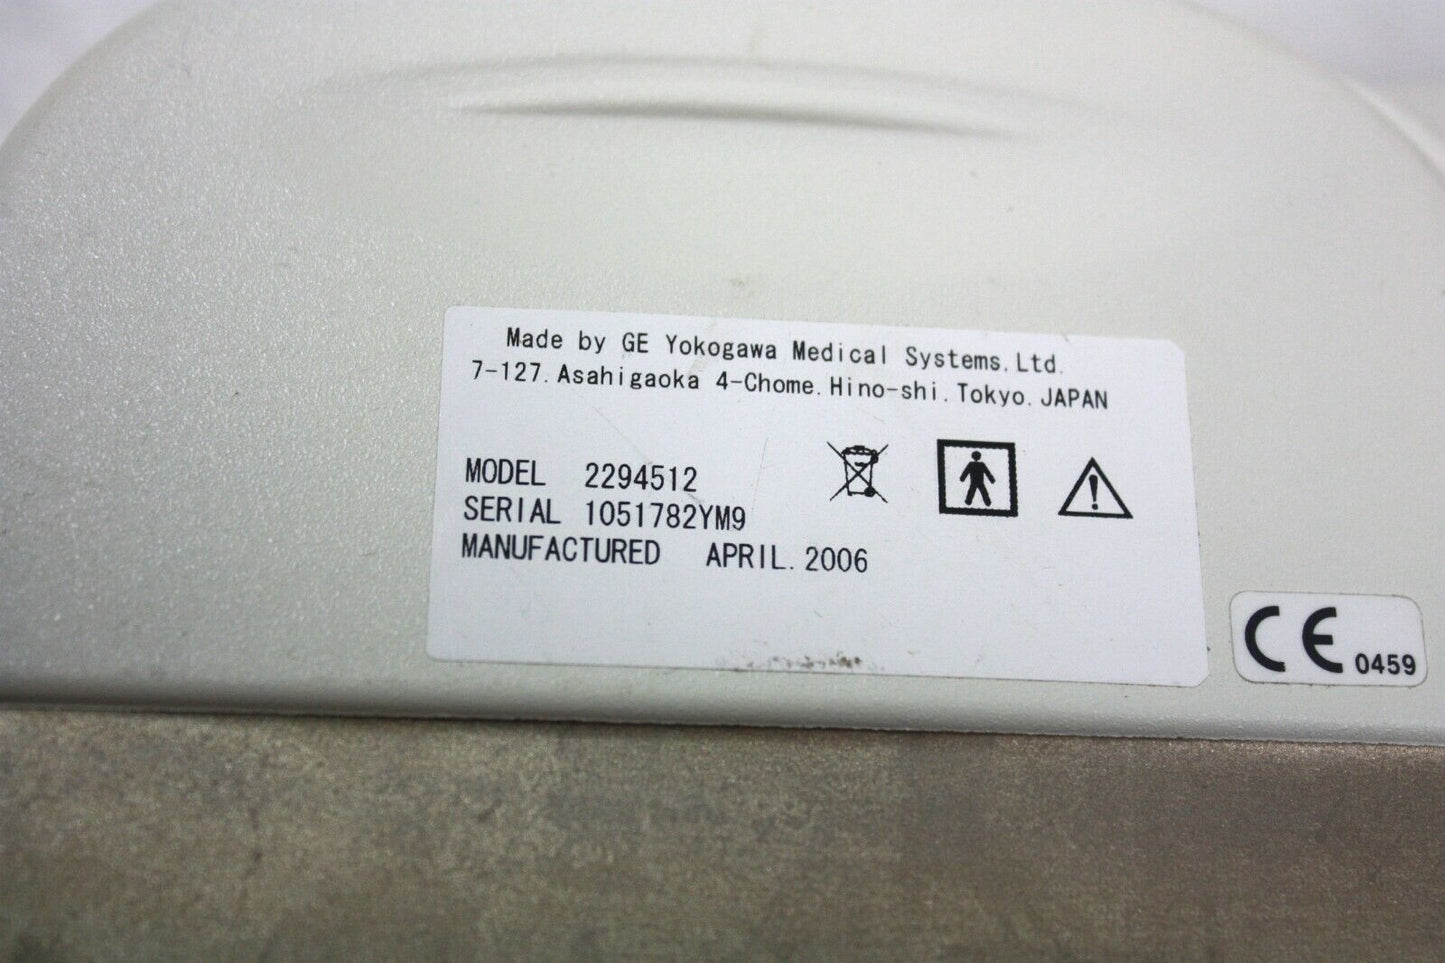 Made by GE Yokogawa Medical Systems.Ltd.
7-127.Asahigaoka 4-Chome.Hino-shi.Tokyo.JAPAN
MODEL 2294512
SERIAL 1051782YM9
MANUFACTURED APRIL.2006
CE 0459